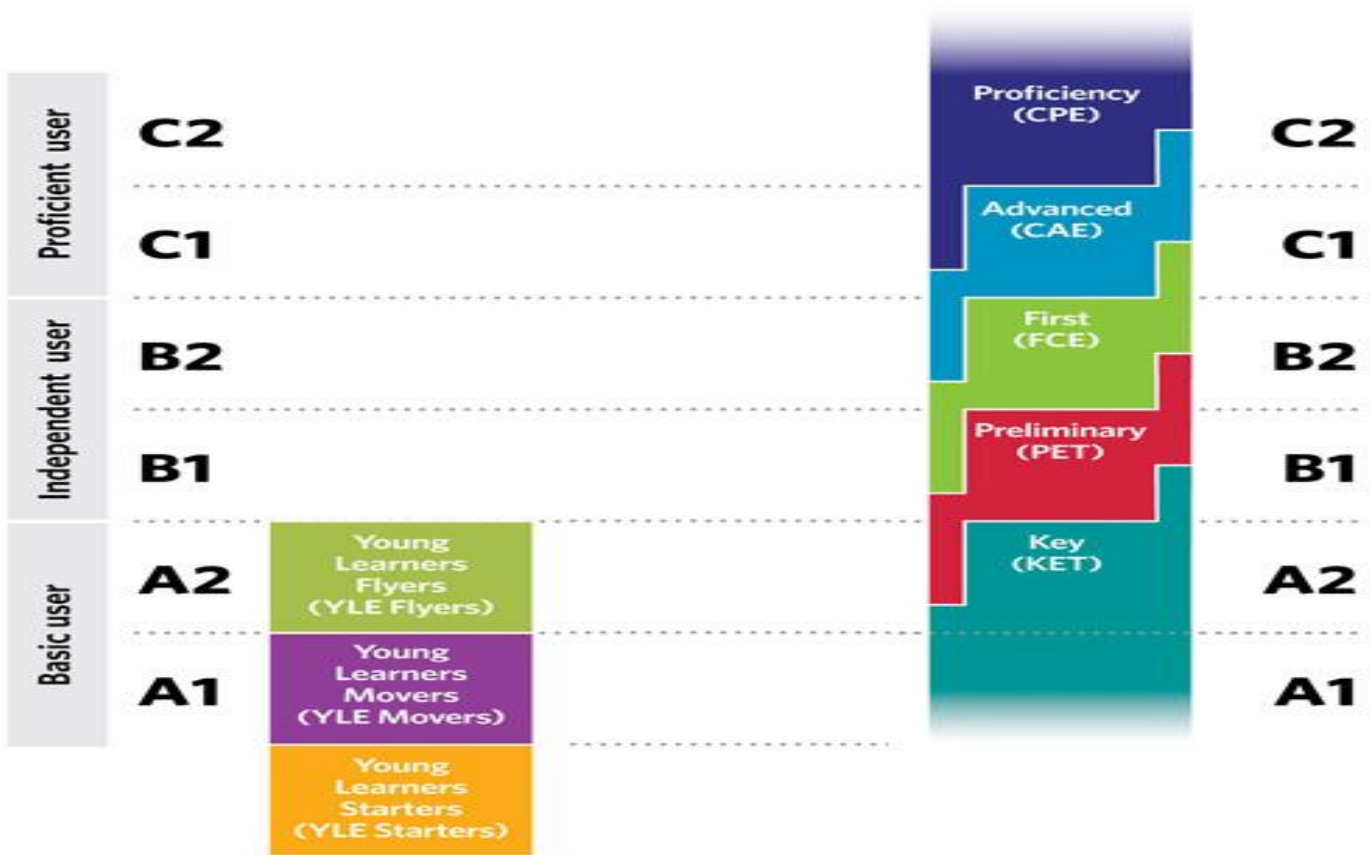 Proficient user
C2
C1
Independent user
B2
B1
Basic user
A2
A1
Young
Learners
Flyers
(YLE Flyers)
Young
Learners
Movers
(YLE Movers)
Young
Learners
Starters
(YLE Starters)
Proficiency
(CPE)
Advanced
(CAE)
First
(FCE)
Preliminary
(PET)
Key
(KET)
C2
C1
B2
B1
A2
A1